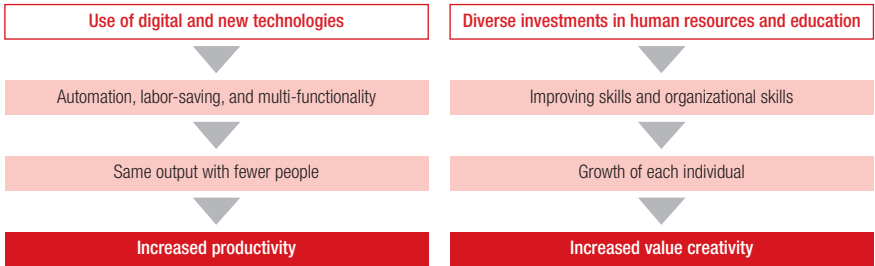 Use of digital and new technologies
Automation, labor-saving, and multi-functionality
Same output with fewer people
Increased productivity
Diverse investments in human resources and education
Improving skills and organizational skills
Growth of each individual
Increased value creativity